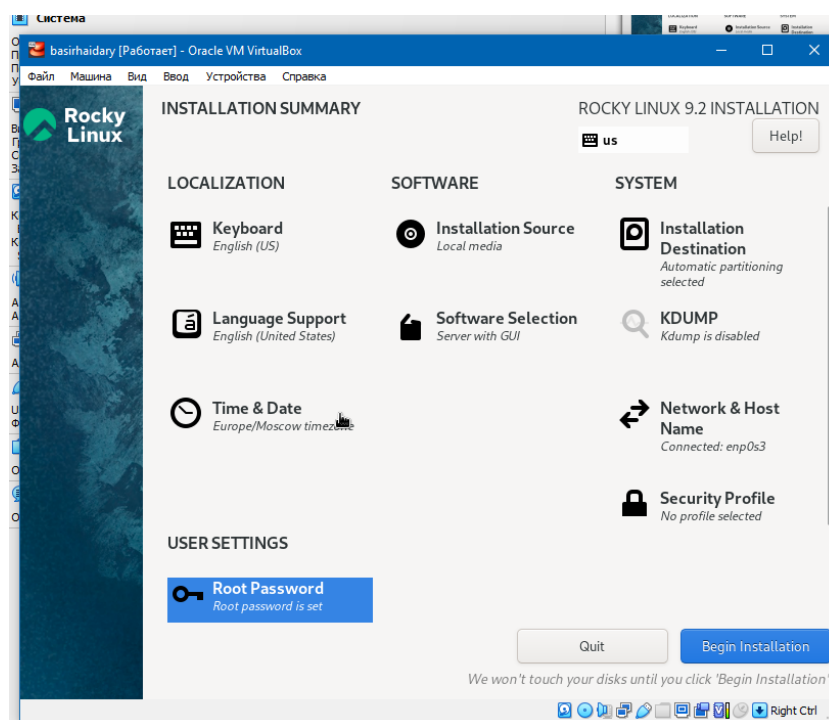 Система
basirhaidary [Работает] - Oracle VM VirtualBox
Файл Машина Вид Ввод Устройства Справка
Rocky
Linux
INSTALLATION SUMMARY
ROCKY LINUX 9.2 INSTALLATION
us
Help!
LOCALIZATION
Keyboard
English (US)
Language Support
English (United States)
Time & Date
Europe/Moscow timezone
SOFTWARE
Installation Source
Local media
Software Selection
Server with GUI
SYSTEM
Installation
Destination
Automatic partitioning
selected
KDUMP
Kdump is disabled
Network & Host
Name
Connected: enp0s3
Security Profile
No profile selected
USER SETTINGS
Root Password
Root password is set
Quit
Begin Installation
We won't touch your disks until you click 'Begin Installation'
Right Ctrl